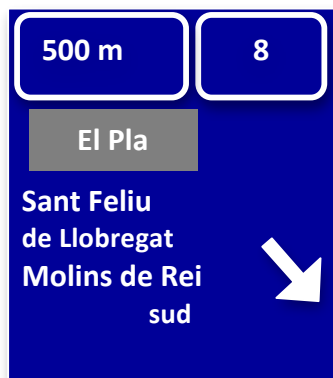 500 m 8
El Pla
Sant Feliu
de Llobregat
Molins de Rei
sud